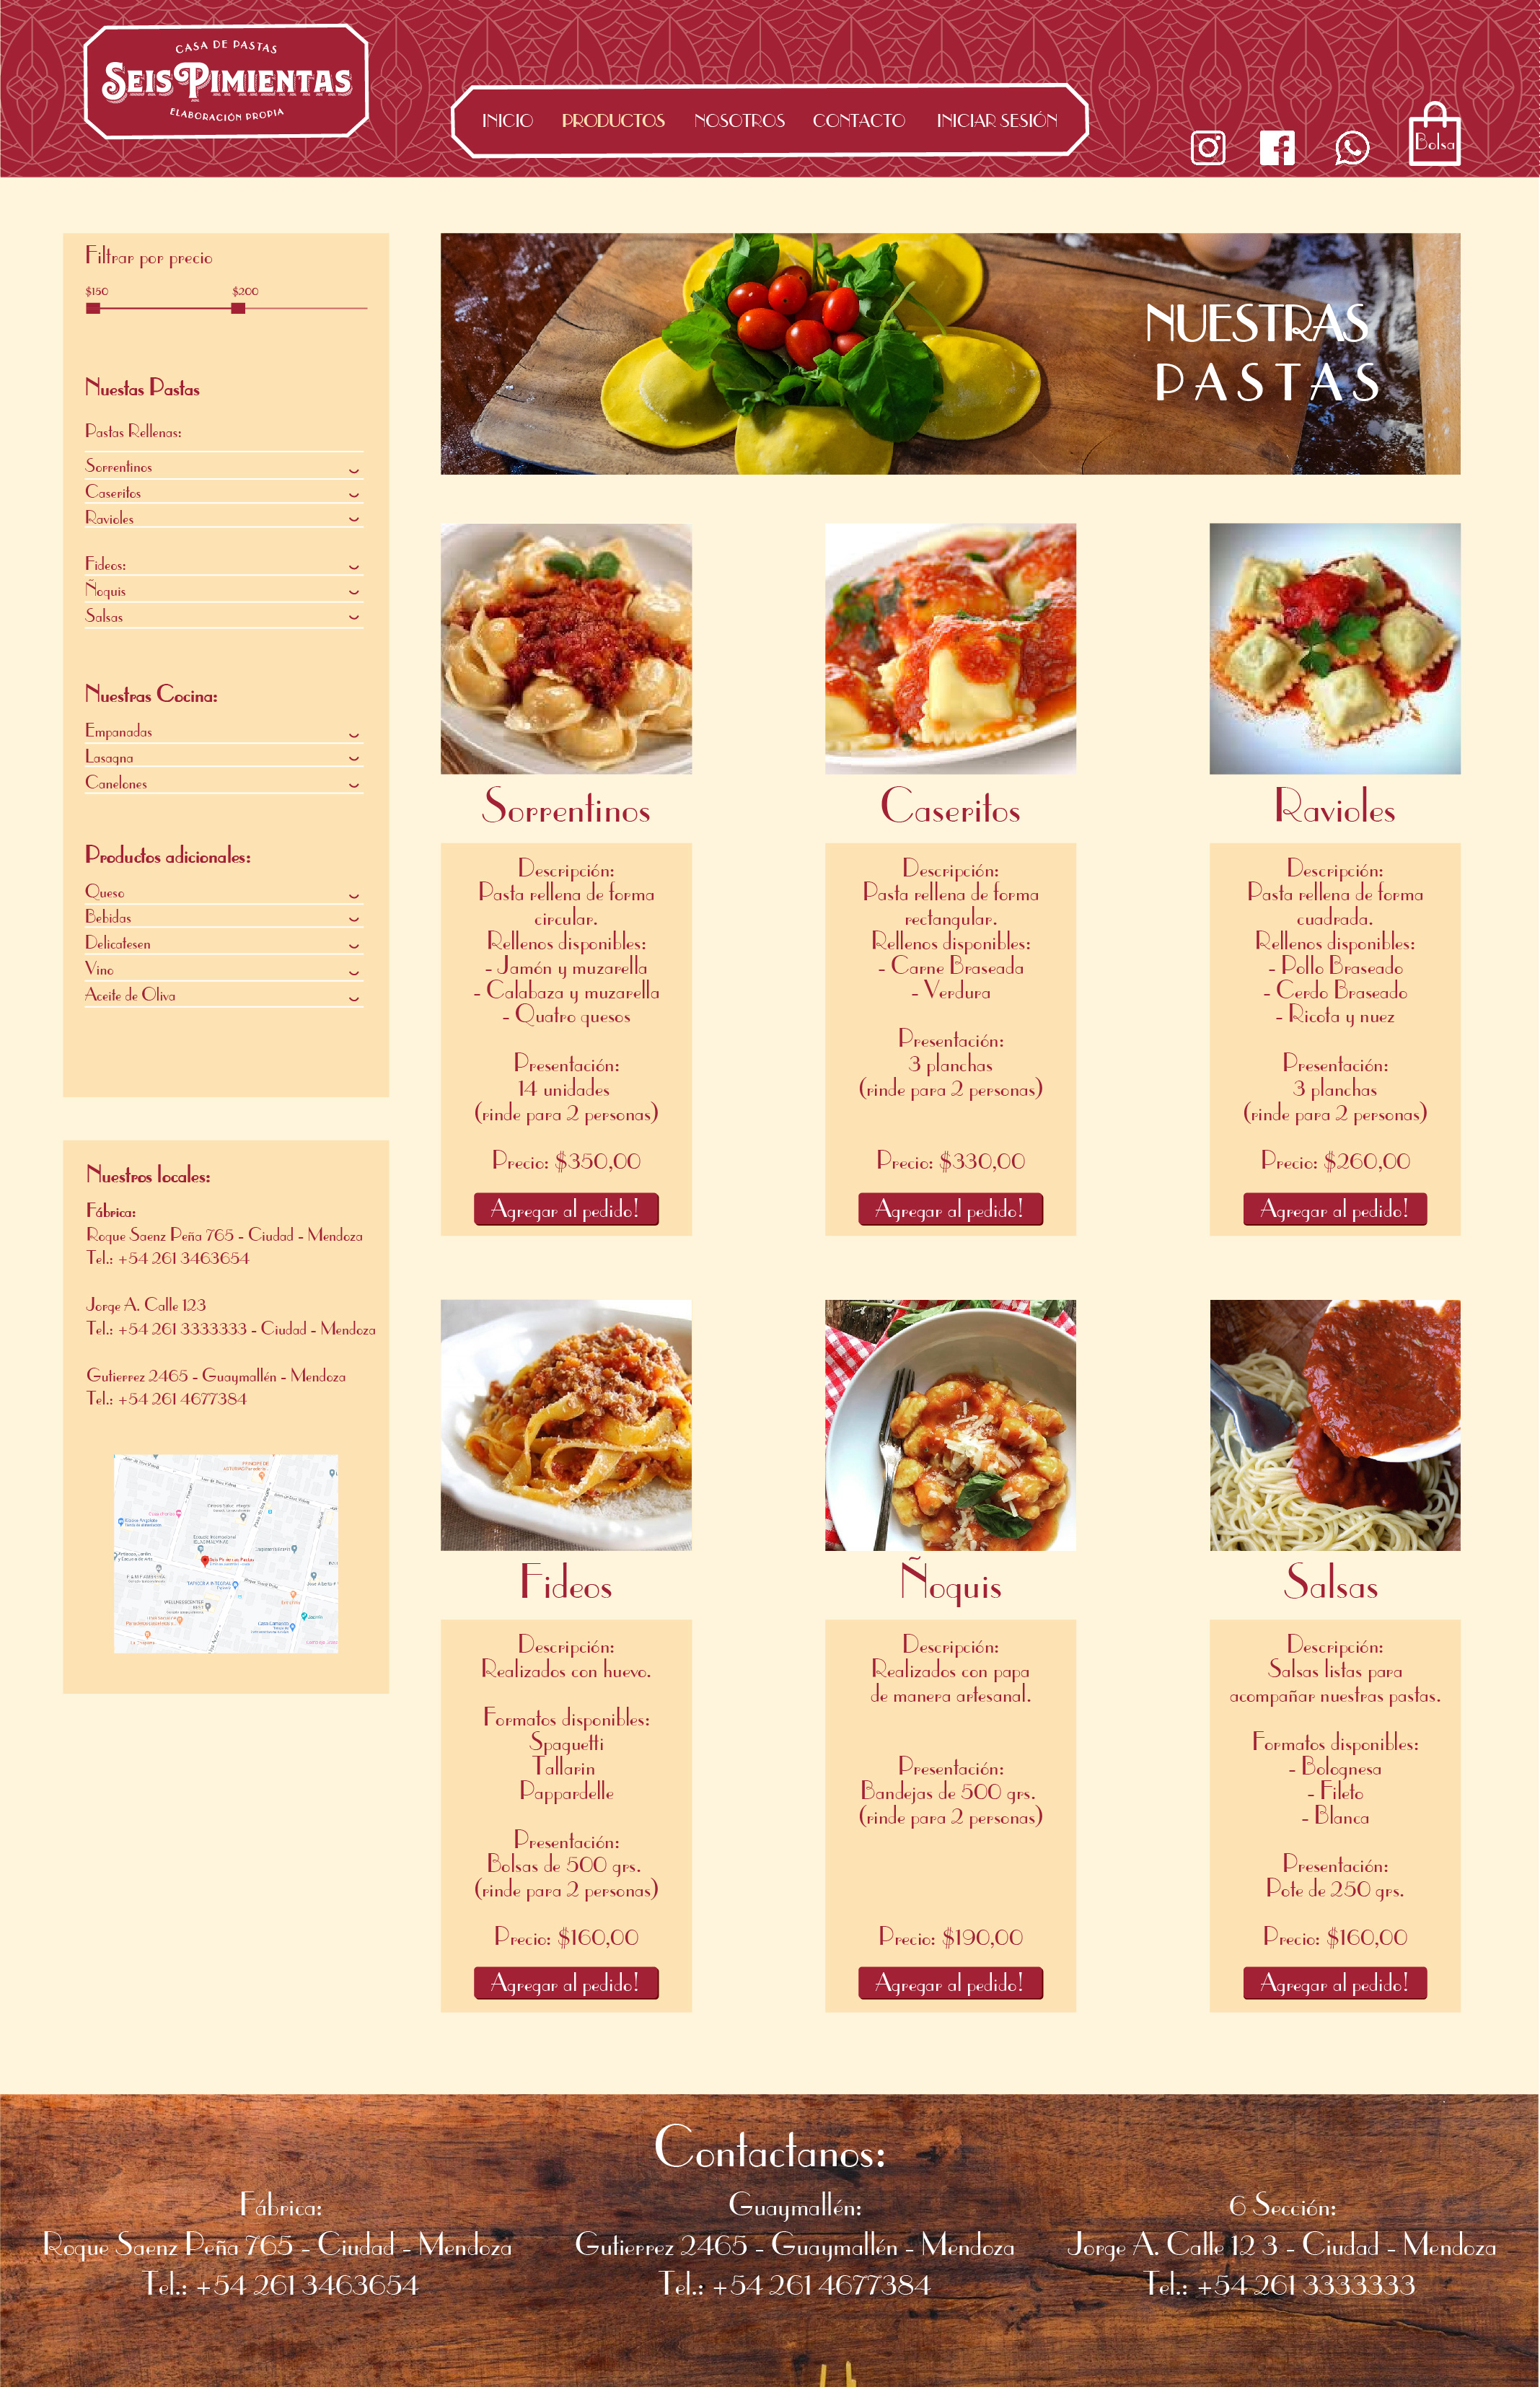 CASA DE PASTAS
SEIS PIMIENTAS
ELABORACIÓN PROPIA
INICIO
PRODUCTOS
NOSOTROS
CONTACTO
INICIAR SESIÓN
Bolsa
Filtrar por precio
$150
$200
Nuestas Pastas
Pastas Rellenas:
Sorrentinos
Caseritos
Ravioles
Fideos:
Ñoquis
Salsas
Nuestras Cocina:
Empanadas
Lasagna
Canelones
Productos adicionales:
Queso
Bebidas
Delicatesen
Vino
Aceite de Oliva
Nuestros locales:
Fábrica:
Roque Saenz Peña 765 - Ciudad - Mendoza
Tel.: +54 261 3463654
Jorge A. Calle 123
Tel.: +54 261 3333333 - Ciudad - Mendoza
Gutierrez 2465 - Guaymallén - Mendoza
Tel.: +54 261 4677384
NUESTRAS
PASTAS
Sorrentinos
Descripción:
Pasta rellena de forma
circular.
Rellenos disponibles:
- Jamón y muzarella
- Calabaza y muzarella
- Quatro quesos
Presentación:
14 unidades
(rinde para 2 personas)
Precio: $350,00
Agregar al pedido!
Caseritos
Descripción:
Pasta rellena de forma
rectangular.
Rellenos disponibles:
- Carne Braseada
- Verdura
Presentación:
3 planchas
(rinde para 2 personas)
Precio: $330,00
Agregar al pedido!
Ravioles
Descripción:
Pasta rellena de forma
cuadrada.
Rellenos disponibles:
- Pollo Braseado
- Cerdo Braseado
- Ricota y nuez
Presentación:
3 planchas
(rinde para 2 personas)
Precio: $260,00
Agregar al pedido!
Fideos
Descripción:
Realizados con huevo.
Formatos disponibles:
Spaguetti
Tallarin
Pappardelle
Presentación:
Bolsas de 500 grs.
(rinde para 2 personas)
Precio: $160,00
Agregar al pedido!
Ñoquis
Descripción:
Realizados con papa
de manera artesanal.
Presentación:
Bandejas de 500 grs.
(rinde para 2 personas)
Precio: $190,00
Agregar al pedido!
Salsas
Descripción:
Salsas listas para
acompañar nuestras pastas.
Formatos disponibles:
- Bolognesa
- Fileto
- Blanca
Presentación:
Pote de 250 grs.
Precio: $160,00
Agregar al pedido!
Contactanos:
Fábrica:
Roque Saenz Peña 765 - Ciudad - Mendoza
Tel.: +54 261 3463654
Guaymallén:
Gutierrez 2465 - Guaymallén - Mendoza
Tel.: +54 261 4677384
6 Sección:
Jorge A. Calle 12 3 - Ciudad - Mendoza
Tel.: +54 261 3333333